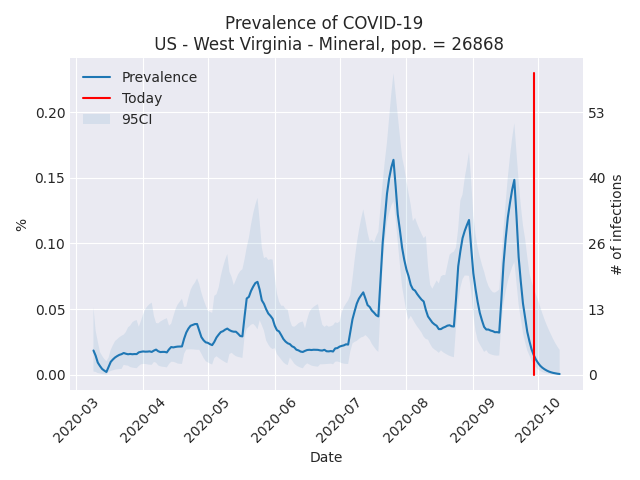 Prevalence of COVID-19
US - West Virginia - Mineral, pop. = 26868
Prevalence
Today
95CI
0.20
0.15
0.10
0.05
0.00
%
53
40
26
13
0
# of infections
2020-03
2020-04
2020-05
2020-06
2020-07
2020-08
2020-09
2020-10
Date